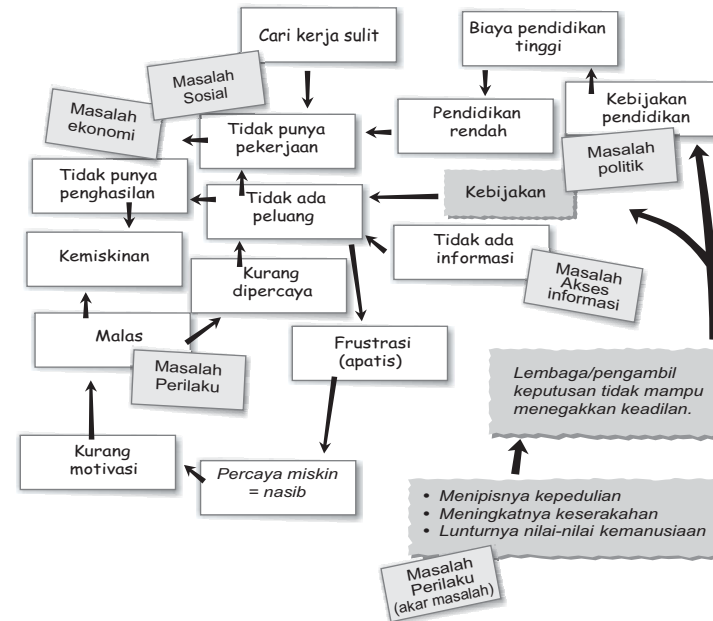 Cari kerja sulit
Biaya pendidikan
tinggi
Masalah
Sosial
Masalah
ekonomi
Tidak punya
pekerjaan
Pendidikan
rendah
Kebijakan
pendidikan
Masalah
politik
Tidak punya
penghasilan
Tidak ada
peluang
Kebijakan
Kemiskinan
Kurang
dipercaya
Tidak ada
informasi
Masalah
Akses
informasi
Malas
Masalah
Perilaku
Frustrasi
(apatis)
Lembaga/pengambil
keputusan tidak mampu
menegakkan keadilan.
Kurang
motivasi
Percaya miskin
= nasib
• Menipisnya kepedulian
• Meningkatnya keserakahan
• Lunturnya nilai-nilai kemanusiaan
Masalah
Perilaku
(akar masalah)